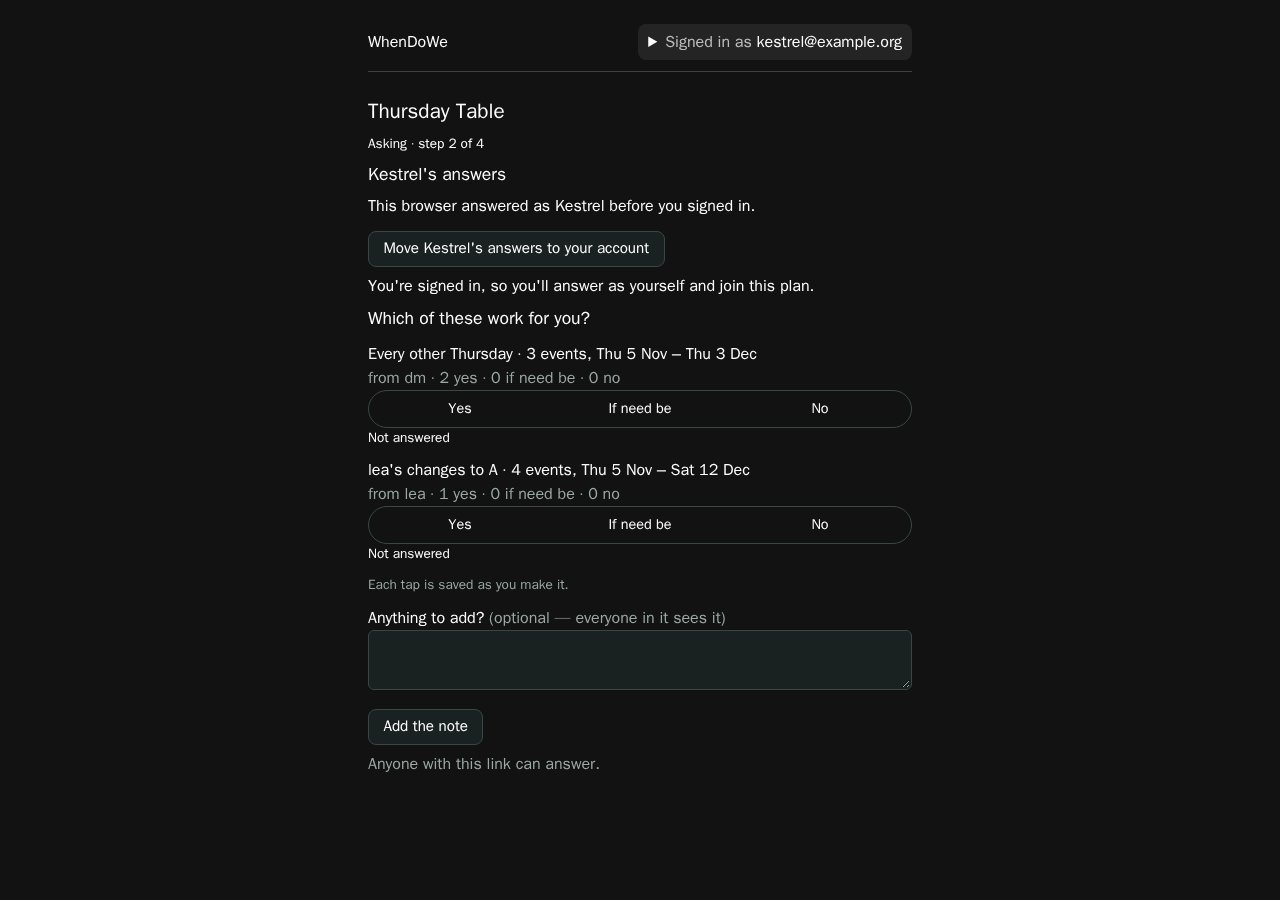 WhenDoWe
Signed in as kestrel@example.org
Thursday Table
Asking · step 2 of 4
Kestrel's answers
This browser answered as Kestrel before you signed in.
Move Kestrel's answers to your account
You're signed in, so you'll answer as yourself and join this plan.
Which of these work for you?
Every other Thursday · 3 events, Thu 5 Nov – Thu 3 Dec
from dm · 2 yes · 0 if need be · 0 no
Yes If need be No
Not answered
lea's changes to A · 4 events, Thu 5 Nov – Sat 12 Dec
from lea · 1 yes · 0 if need be · 0 no
Yes If need be No
Not answered
Each tap is saved as you make it.
Anything to add? (optional — everyone in it sees it)
Add the note
Anyone with this link can answer.